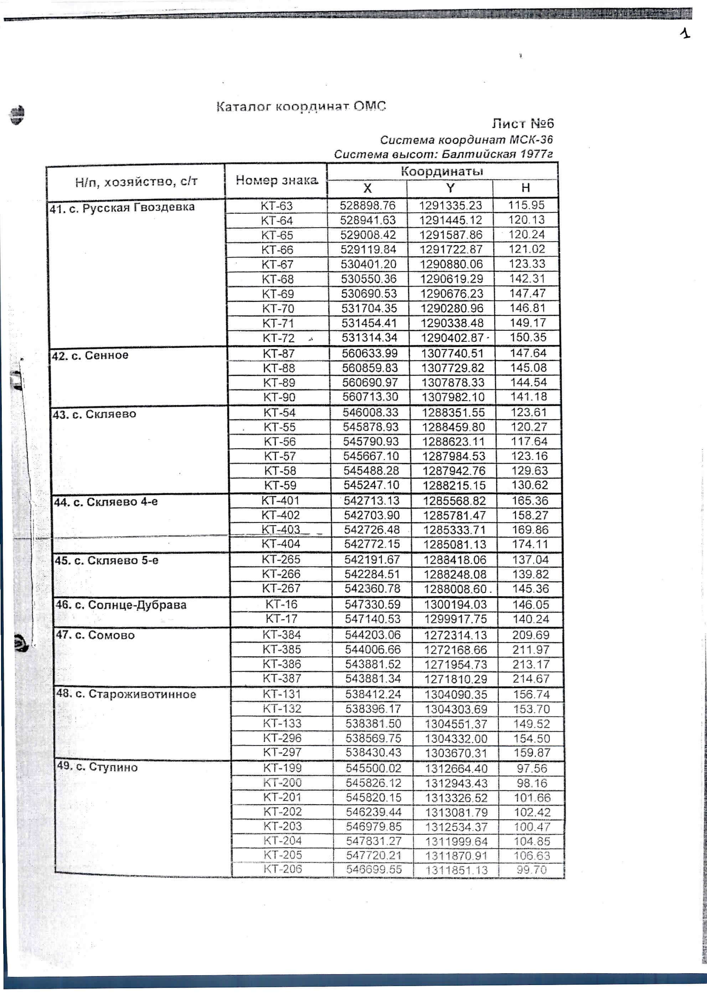 1
Каталог координат ОМС
Лист №6
Система координат МСК-36
Система высот: Балтийская 1977г
Н/п, хозяйство, с/т Номер знака Координаты
X Y H
41. с. Русская Гвоздевка КТ-63 528898.76 1291335.23 115.95
КТ-64 528941.63 1291445.12 120.13
КТ-65 529008.42 1291587.86 120.24
КТ-66 529119.84 1291722.87 121.02
КТ-67 530401.20 1290880.06 123.33
КТ-68 530550.36 1290619.29 142.31
КТ-69 530690.53 1290676.23 147.47
КТ-70 531704.35 1290280.96 146.81
КТ-71 531454.41 1290338.48 149.17
КТ-72 531314.34 1290402.87 150.35
42. с. Сенное КТ-87 560633.99 1307740.51 147.64
КТ-88 560859.83 1307729.82 145.08
КТ-89 560690.97 1307878.33 144.54
КТ-90 560713.30 1307982.10 141.18
43. с. Скляево КТ-54 546008.33 1288351.55 123.61
КТ-55 545878.93 1288459.80 120.27
КТ-56 545790.93 1288623.11 117.64
КТ-57 545667.10 1287984.53 123.16
КТ-58 545488.28 1287942.76 129.63
КТ-59 545247.10 1288215.15 130.62
44. с. Скляево 4-е КТ-401 542713.13 1285568.82 165.36
КТ-402 542703.90 1285781.47 158.27
КТ-403 542726.48 1285333.71 169.86
КТ-404 542772.15 1285081.13 174.11
45. с. Скляево 5-е КТ-265 542191.67 1288418.06 137.04
КТ-266 542284.51 1288248.08 139.82
КТ-267 542360.78 1288008.60 145.36
46. с. Солнце-Дубрава КТ-16 547330.59 1300194.03 146.05
КТ-17 547140.53 1299917.75 140.24
47. с. Сомово КТ-384 544203.06 1272314.13 209.69
КТ-385 544006.66 1272168.66 211.97
КТ-386 543881.52 1271954.73 213.17
КТ-387 543881.34 1271810.29 214.67
48. с. Староживотинное КТ-131 538412.24 1304090.35 156.74
КТ-132 538396.17 1304303.69 153.70
КТ-133 538381.50 1304551.37 149.52
КТ-296 538569.75 1304332.00 154.50
КТ-297 538430.43 1303670.31 159.87
49. с. Ступино КТ-199 545500.02 1312664.40 97.56
КТ-200 545826.12 1312943.43 98.16
КТ-201 545820.15 1313326.52 101.66
КТ-202 546239.44 1313081.79 102.42
КТ-203 546979.85 1312534.37 100.47
КТ-204 547831.27 1311999.64 104.85
КТ-205 547720.21 1311870.91 106.63
КТ-206 546699.55 1311851.13 99.70